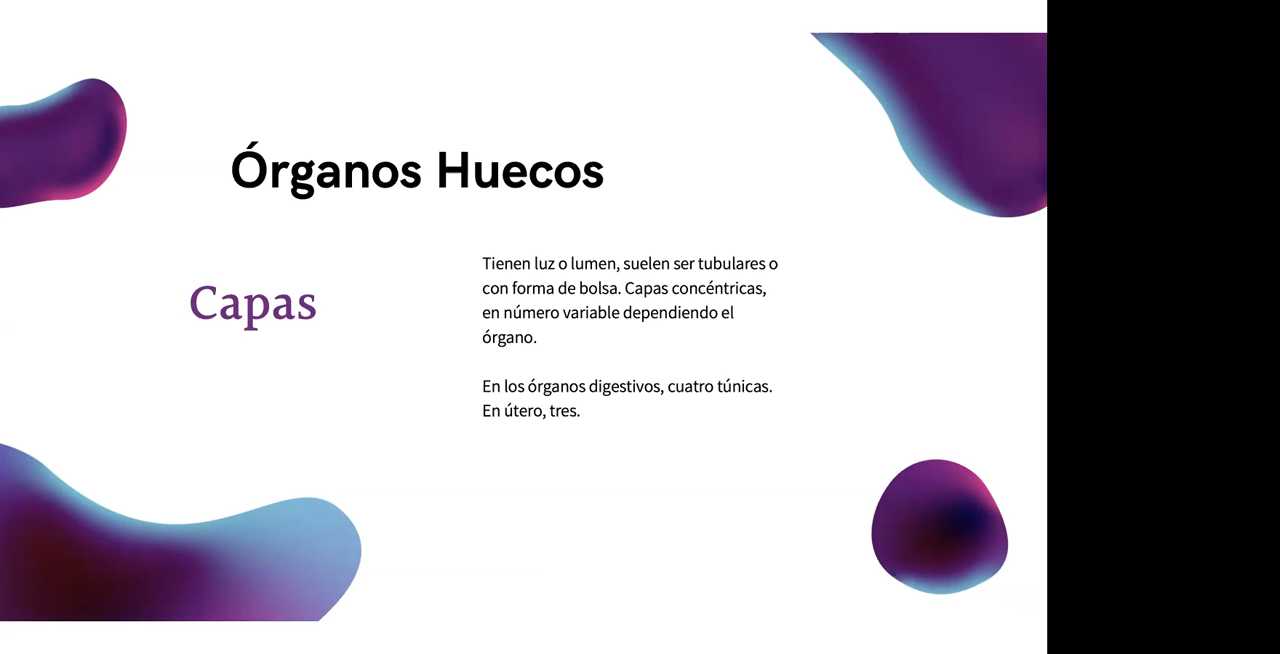 Órganos Huecos
Capas
Tienen luz o lumen, suelen ser tubulares o
con forma de bolsa. Capas concéntricas,
en número variable dependiendo el
órgano.
En los órganos digestivos, cuatro túnicas.
En útero, tres.